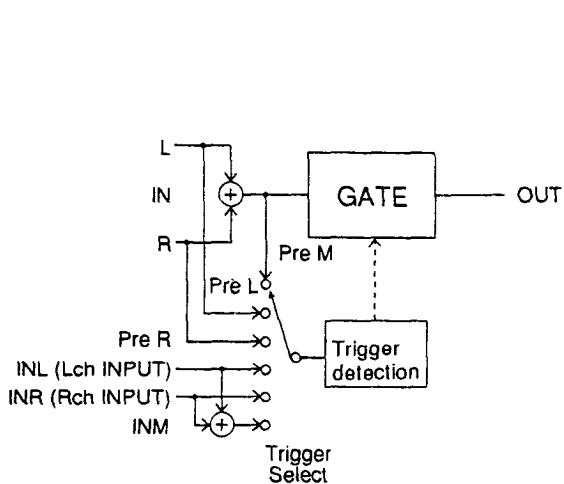 L
IN
GATE
OUT
R
Pre M
Pre L
Pre R
Trigger
detection
INL (Lch INPUT)
INR (Rch INPUT)
INM
Trigger
Select